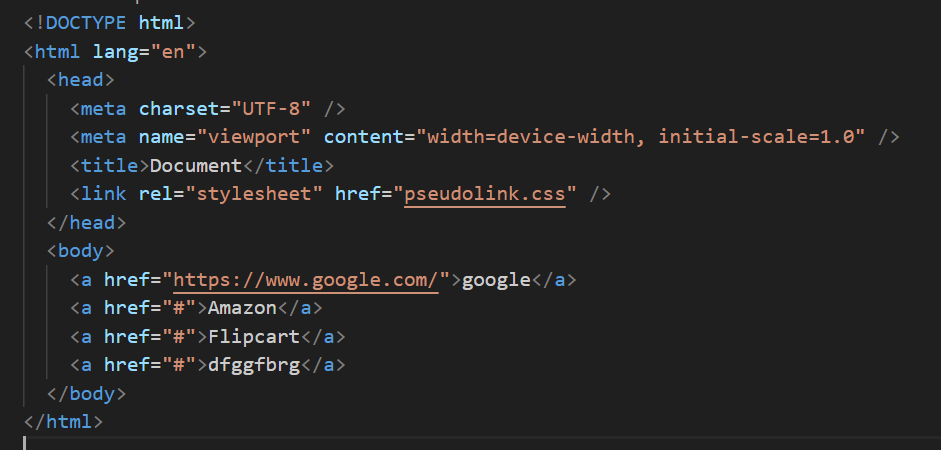 <!DOCTYPE html>
<html lang="en">
  <head>
    <meta charset="UTF-8" />
    <meta name="viewport" content="width=device-width, initial-scale=1.0" />
    <title>Document</title>
    <link rel="stylesheet" href="pseudolink.css" />
  </head>
  <body>
    <a href="https://www.google.com/">google</a>
    <a href="#">Amazon</a>
    <a href="#">Flipcart</a>
    <a href="#">dfggfbrg</a>
  </body>
</html>